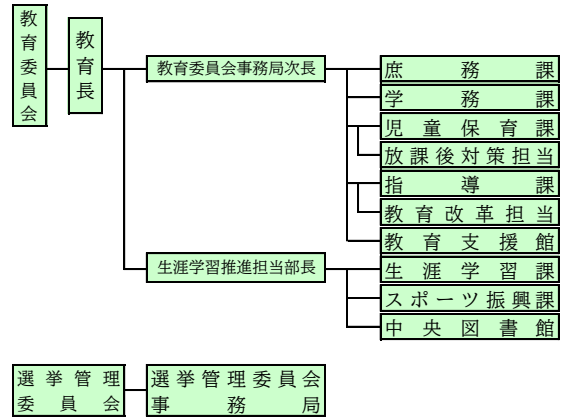 教育委員会
教育長
教育委員会事務局次長
庶務課
学務課
児童保育課
放課後対策担当
指導課
教育改革担当
教育支援館
生涯学習推進担当部長
生涯学習課
スポーツ振興課
中央図書館
選挙管理
委員会
選挙管理委員会
事務局